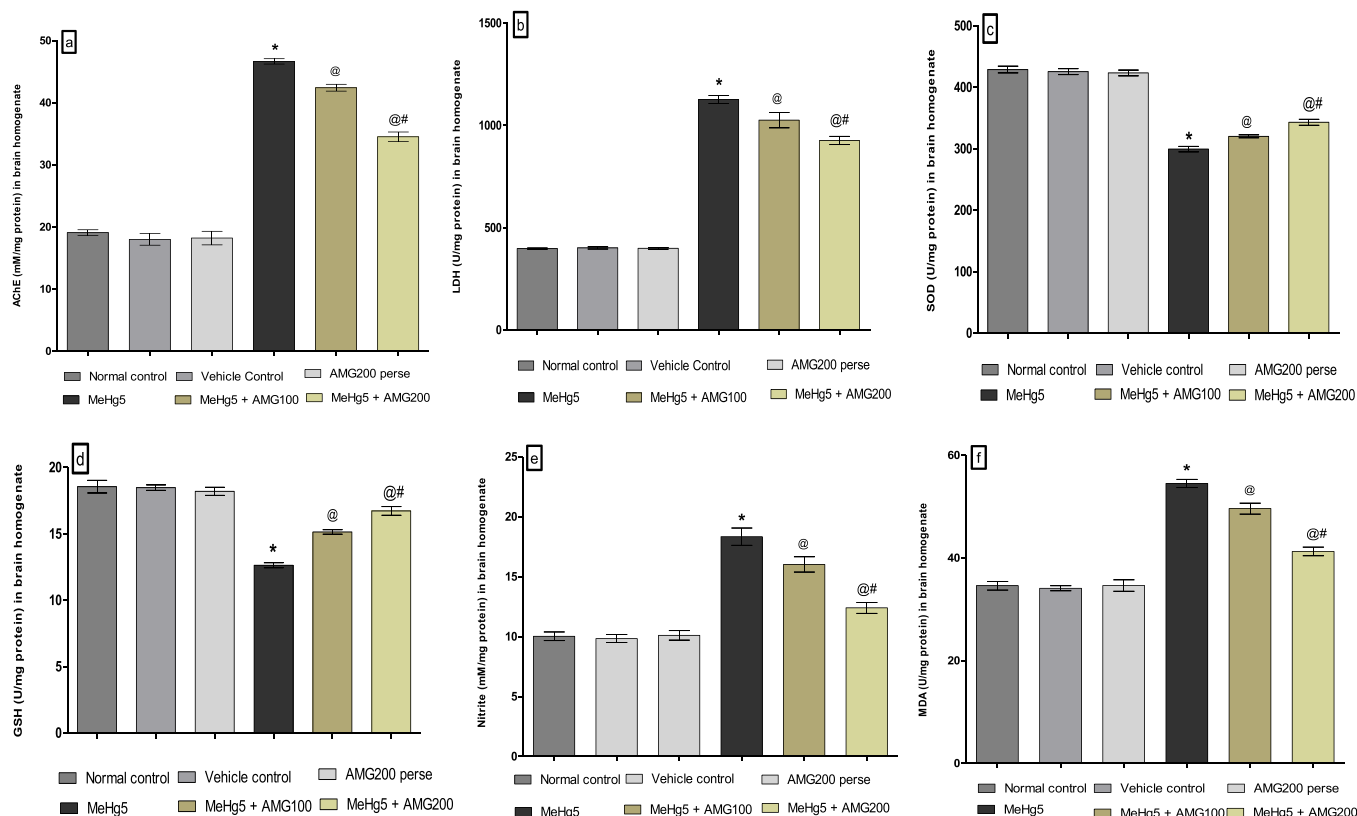 a
AChE (mM/mg protein) in brain homogenate
50
40
30
20
10
0
*
@
@#
Normal control Vehicle Control AMG200 perse
MeHg5 MeHg5 + AMG100 MeHg5 + AMG200
b
LDH (U/mg protein) in brain homogenate
1500
1000
500
0
*
@
@#
Normal control Vehicle Control AMG200 perse
MeHg5 MeHg5 + AMG100 MeHg5 + AMG200
c
SOD (U/mg protein) in brain homogenate
500
400
300
200
100
0
*
@
@#
Normal control Vehicle control AMG200 perse
MeHg5 MeHg5 + AMG100 MeHg5 + AMG200
d
GSH (U/mg protein) in brain homogenate
20
15
10
5
0
*
@
@#
Normal control Vehicle control AMG200 perse
MeHg5 MeHg5 + AMG100 MeHg5 + AMG200
e
Nitrite (mM/mg protein) in brain homogenate
25
20
15
10
5
0
*
@
@#
Normal control Vehicle control AMG200 perse
MeHg5 MeHg5 + AMG100 MeHg5 + AMG200
f
MDA (U/mg protein) in brain homogenate
60
40
20
0
*
@
@#
Normal control Vehicle control AMG200 perse
MeHg5 MeHg5 + AMG100 MeHg5 + AMG200